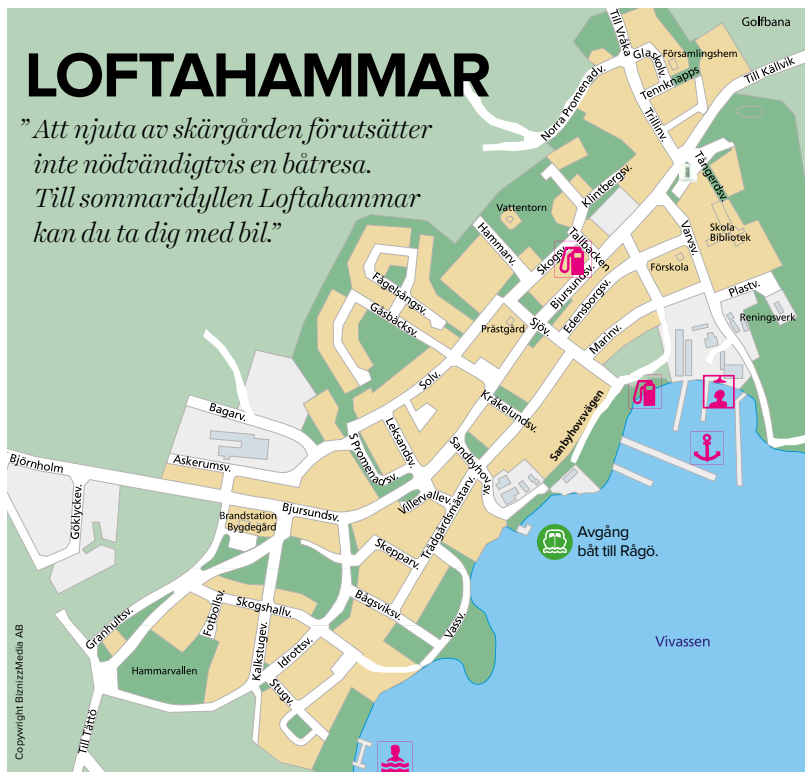 LOFTAHAMMAR
” Att njuta av skärgården förutsätter
inte nödvändigtvis en båtresa.
Till sommaridyllen Loftahammar
kan du ta dig med bil.”
Golfbana
Till Vråka
Glaskolv.
Församlingshem
Till Källvik
Tennknapps
Norra Promenadv.
Trillinv.
Tångerdsv.
Klintbergsv.
Vattentorn
Hammarv.
Tallbacken
Skogsv.
Varvsv.
Skola
Bibliotek
Bjursundsv.
Edensborgsv.
Förskola
Fågelsångsv.
Plastv.
Gåsbäcksv.
Reningsverk
Prästgård
Sjöv.
Marinv.
Solv.
Kråkelundsv.
Sanbyhovsvägen
Bagarv.
Leksandsv.
S Promenadsv.
Sandbyhovsv.
Björnholm
Askerumsv.
Göklyckev.
Villervallev.
Trädgårdsmästarv.
Brandstation
Bygdegård
Bjursundsv.
Avgång
båt till Rågö.
Skepparv.
Bågsviksv.
Skogshallv.
Fotbollsv.
Granhultsv.
Vassv.
Kalkstugev.
Idrottsv.
Vivassen
Hammarvallen
Stugv.
Till Tättö
Copywright BiznizzMedia AB